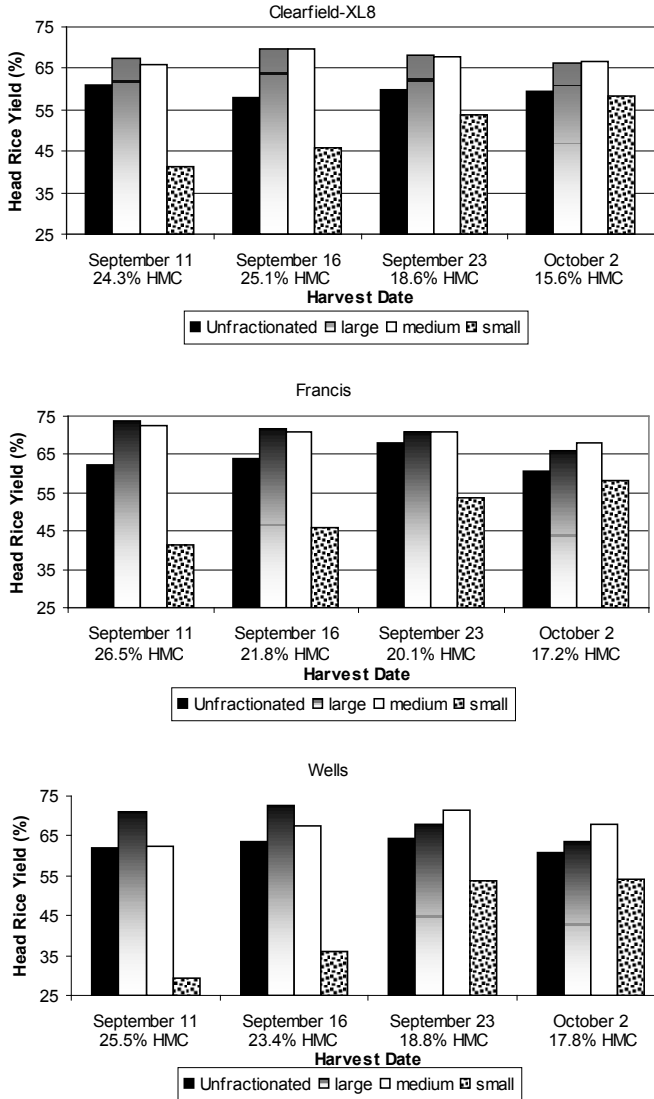 Clearfield-XL8
Head Rice Yield (%)
75
65
55
45
35
25
September 11 September 16 September 23 October 2
24.3% HMC 25.1% HMC 18.6% HMC 15.6% HMC
Harvest Date
Unfractionated large medium small
Francis
Head Rice Yield (%)
75
65
55
45
35
25
September 11 September 16 September 23 October 2
26.5% HMC 21.8% HMC 20.1% HMC 17.2% HMC
Harvest Date
Unfractionated large medium small
Wells
Head Rice Yield (%)
75
65
55
45
35
25
September 11 September 16 September 23 October 2
25.5% HMC 23.4% HMC 18.8% HMC 17.8% HMC
Harvest Date
Unfractionated large medium small